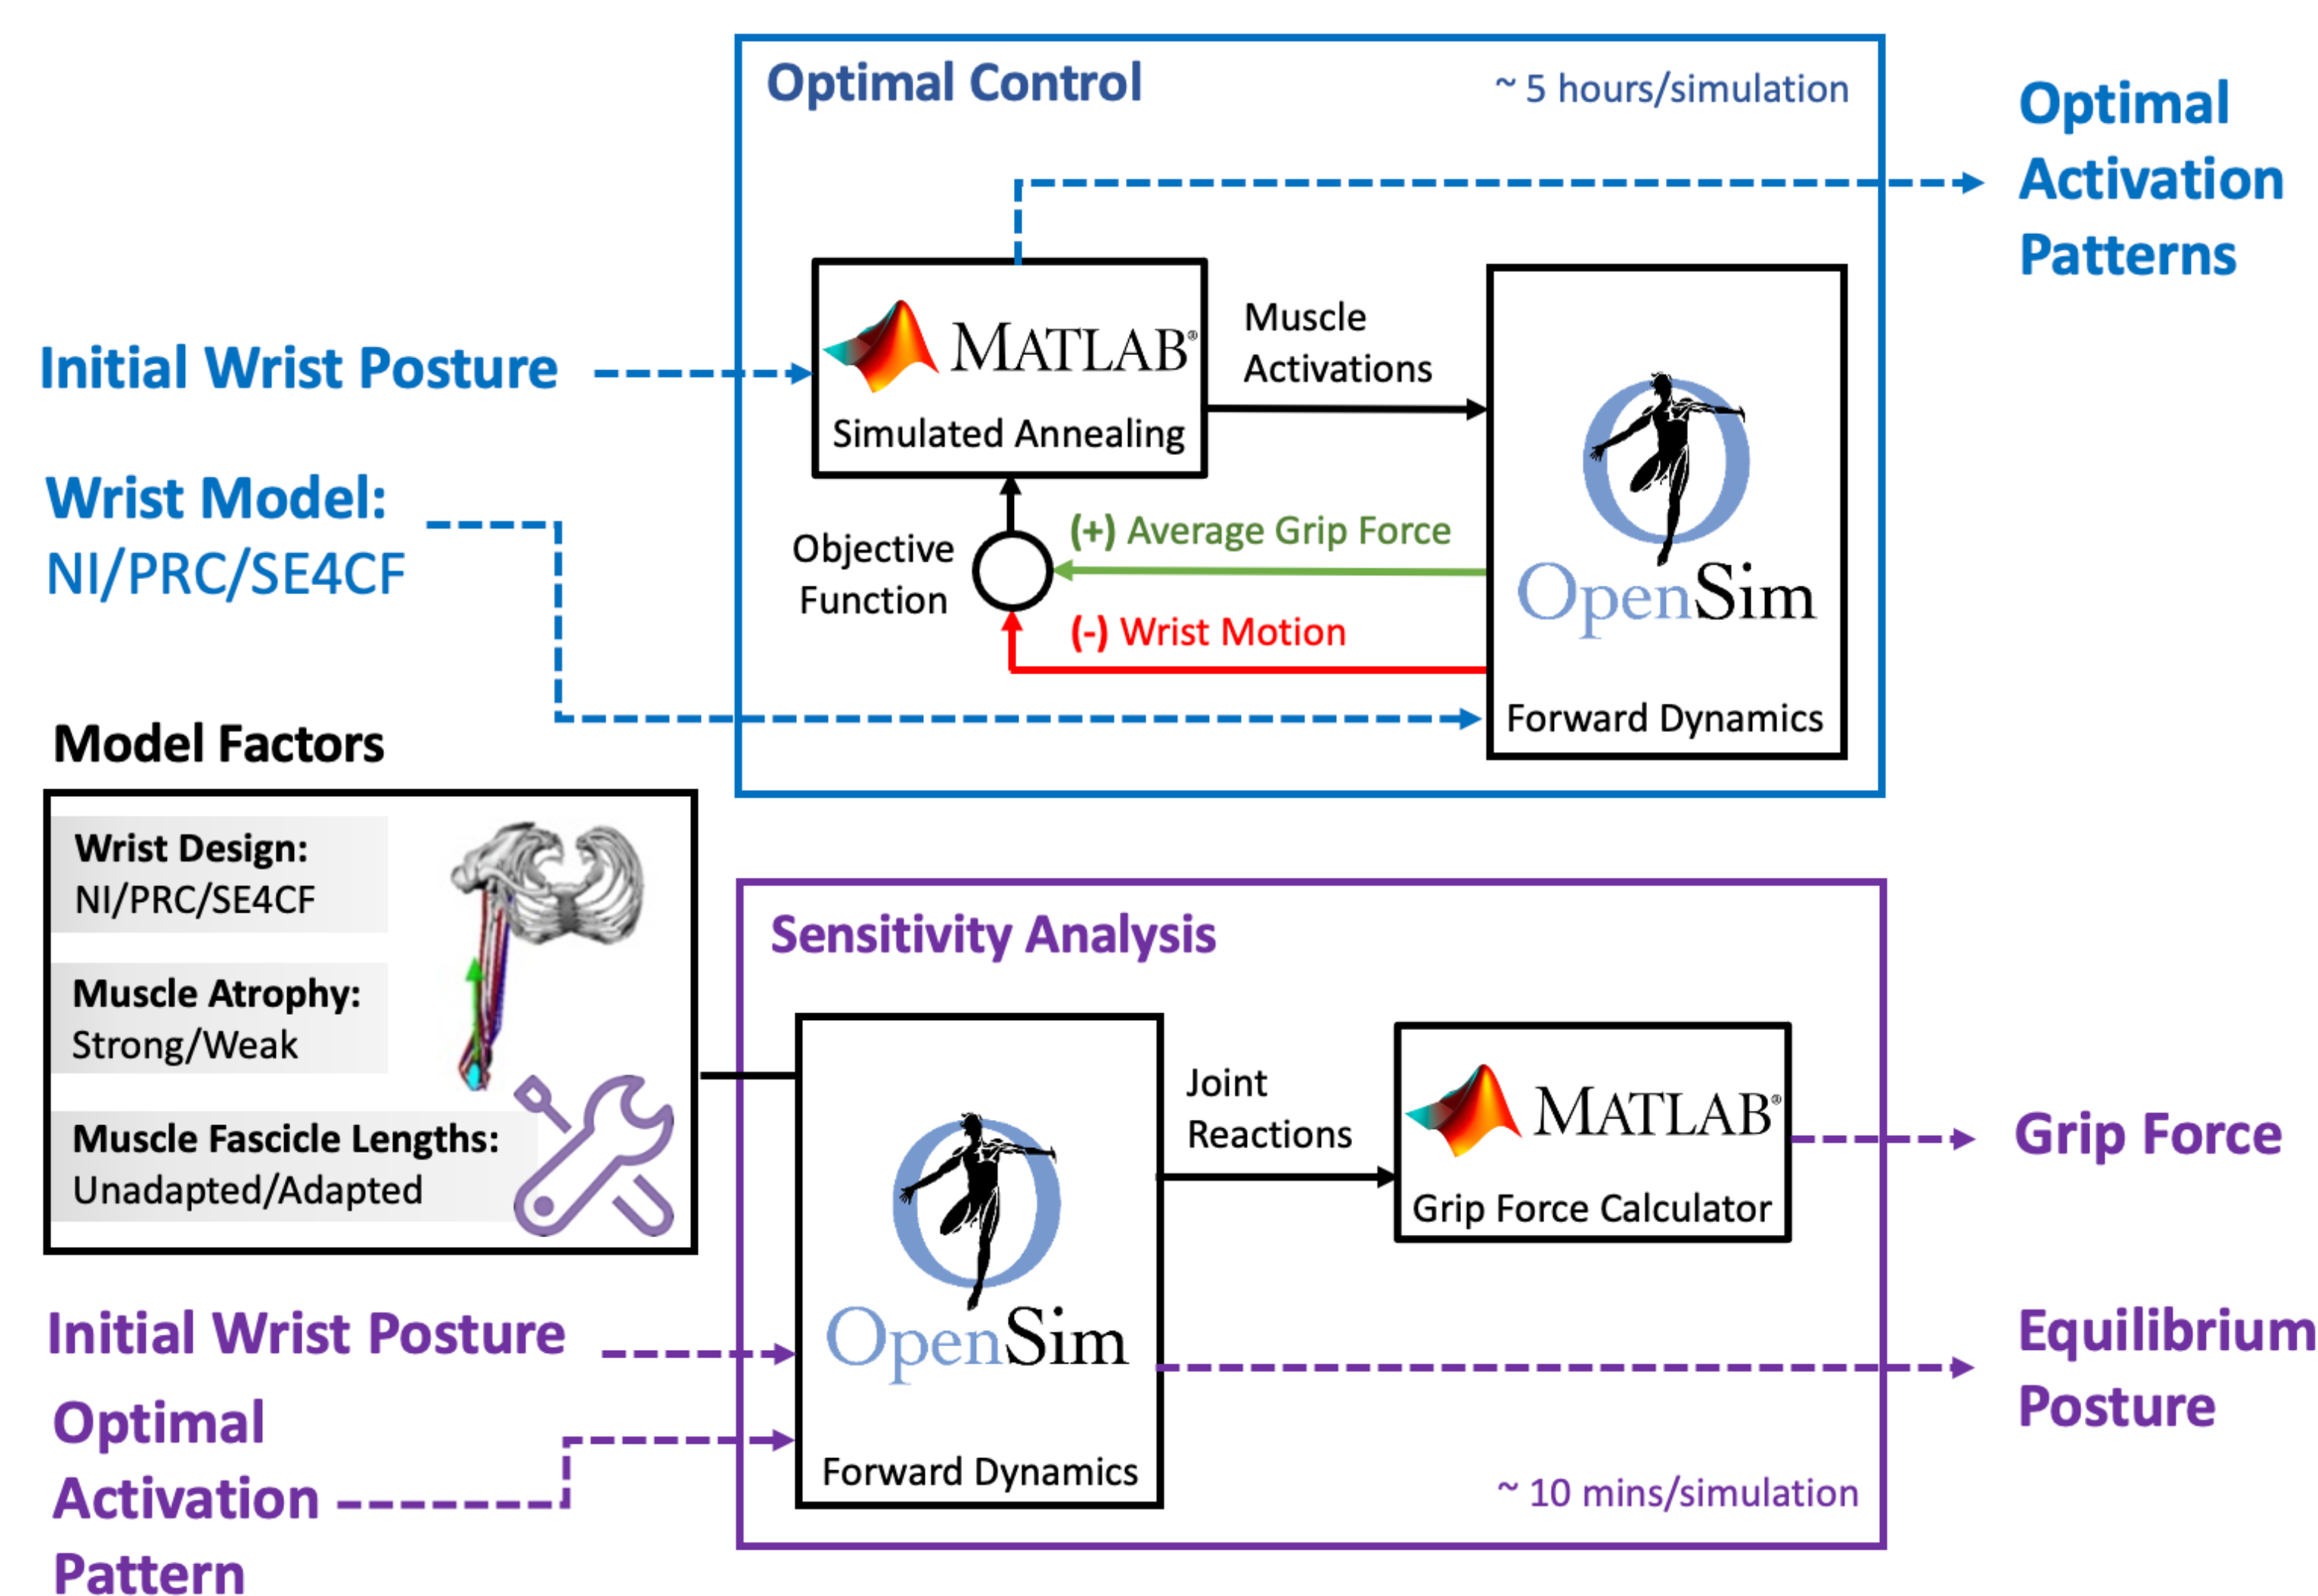 Optimal Control
~ 5 hours/simulation
Optimal
Activation
Patterns
Initial Wrist Posture
MATLAB®
Simulated Annealing
Muscle
Activations
Wrist Model:
NI/PRC/SE4CF
Objective
Function
(+) Average Grip Force
(-) Wrist Motion
OpenSim
Forward Dynamics
Model Factors
Wrist Design:
NI/PRC/SE4CF
Muscle Atrophy:
Strong/Weak
Muscle Fascicle Lengths:
Unadapted/Adapted
Sensitivity Analysis
Joint
Reactions
MATLAB®
Grip Force Calculator
Grip Force
Initial Wrist Posture
OpenSim
Forward Dynamics
Equilibrium
Posture
Optimal
Activation
Pattern
~ 10 mins/simulation